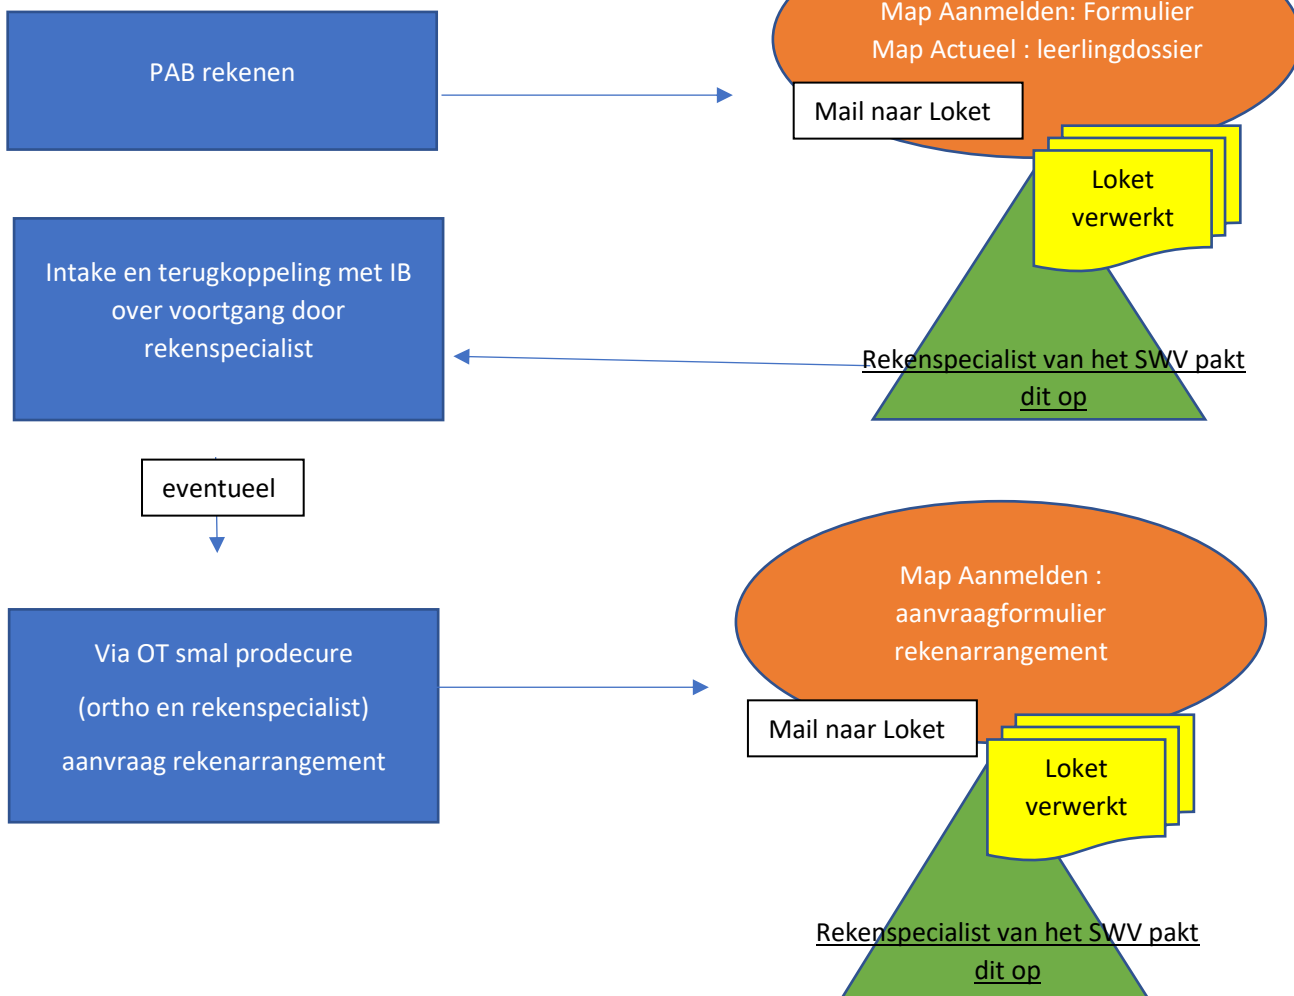 PAB rekenen
Map Aanmelden: Formulier
Map Actueel : leerlingdossier
Mail naar Loket
Loket
verwerkt
Rekenspecialist van het SWV pakt
dit op
Intake en terugkoppeling met IB
over voortgang door
rekenspecialist
eventueel
Via OT smal prodecure
(ortho en rekenspecialist)
aanvraag rekenarrangement
Map Aanmelden :
aanvraagformulier
rekenarrangement
Mail naar Loket
Loket
verwerkt
Rekenspecialist van het SWV pakt
dit op